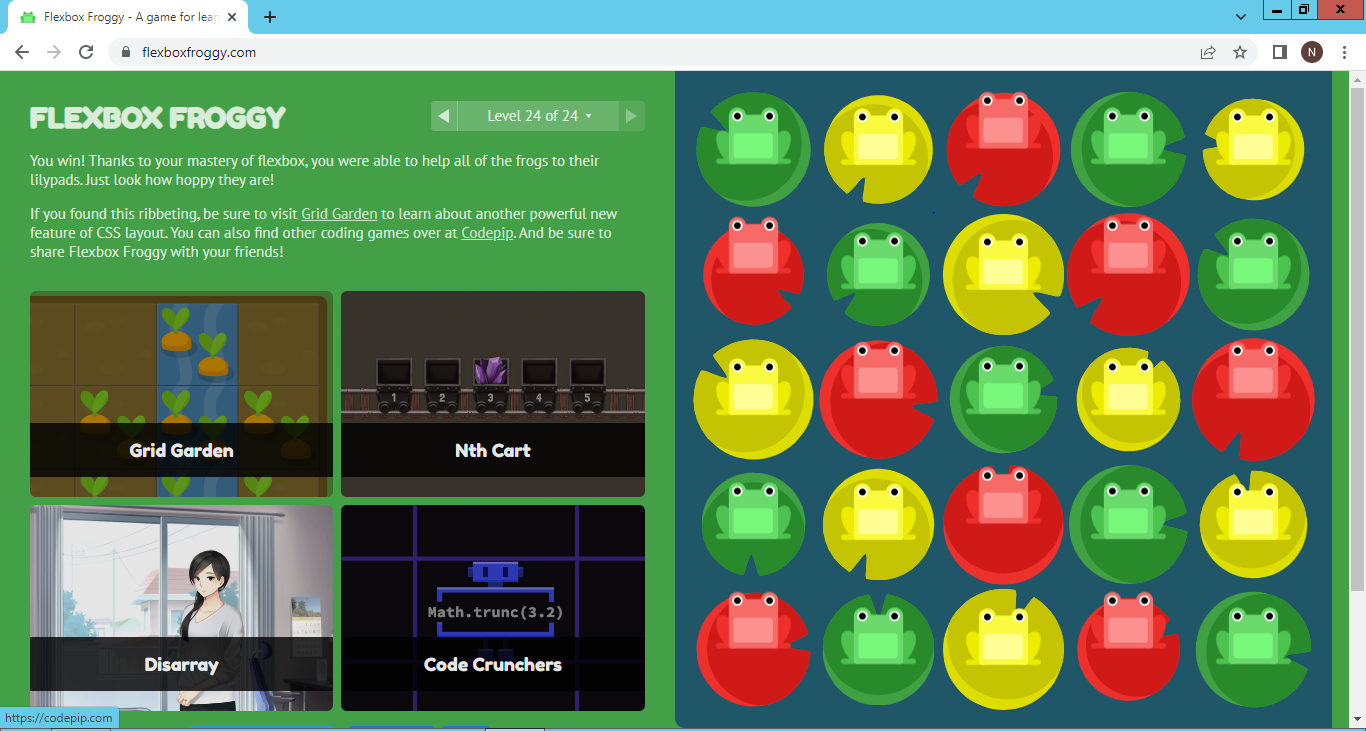 Flexbox Froggy - A game for lear
flexboxfroggy.com
N
FLEXBOX FROGGY
Level 24 of 24
You win! Thanks to your mastery of flexbox, you were able to help all of the frogs to their
lilypads. Just look how hoppy they are!
If you found this ribbeting, be sure to visit Grid Garden to learn about another powerful new
feature of CSS layout. You can also find other coding games over at Codepip. And be sure to
share Flexbox Froggy with your friends!
1 2 3 4 5
Grid Garden
Nth Cart
Math.trunc(3.2)
Disarray
Code Crunchers
https://codepip.com